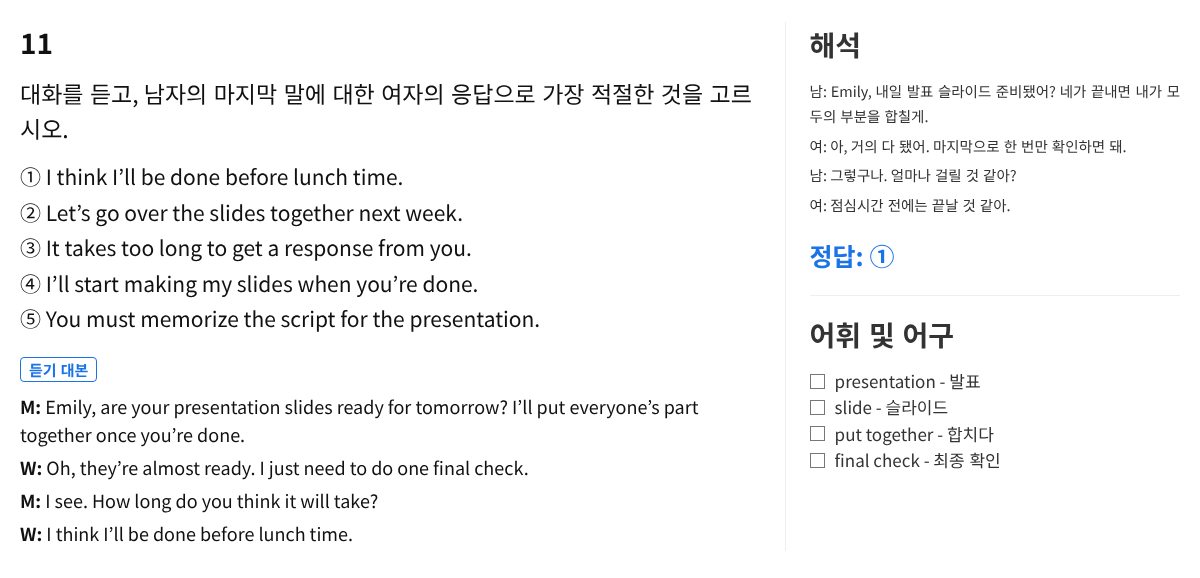 11
대화를 듣고, 남자의 마지막 말에 대한 여자의 응답으로 가장 적절한 것을 고르
시오.
① I think I’ll be done before lunch time.
② Let’s go over the slides together next week.
③ It takes too long to get a response from you.
④ I’ll start making my slides when you’re done.
⑤ You must memorize the script for the presentation.
듣기 대본
M: Emily, are your presentation slides ready for tomorrow? I’ll put everyone’s part
together once you’re done.
W: Oh, they’re almost ready. I just need to do one final check.
M: I see. How long do you think it will take?
W: I think I’ll be done before lunch time.
해석
남: Emily, 내일 발표 슬라이드 준비됐어? 네가 끝내면 내가 모
두의 부분을 합칠게.
여: 아, 거의 다 됐어. 마지막으로 한 번만 확인하면 돼.
남: 그렇구나. 얼마나 걸릴 것 같아?
여: 점심시간 전에는 끝날 것 같아.
정답: ①
어휘 및 어구
☐ presentation - 발표
☐ slide - 슬라이드
☐ put together - 합치다
☐ final check - 최종 확인